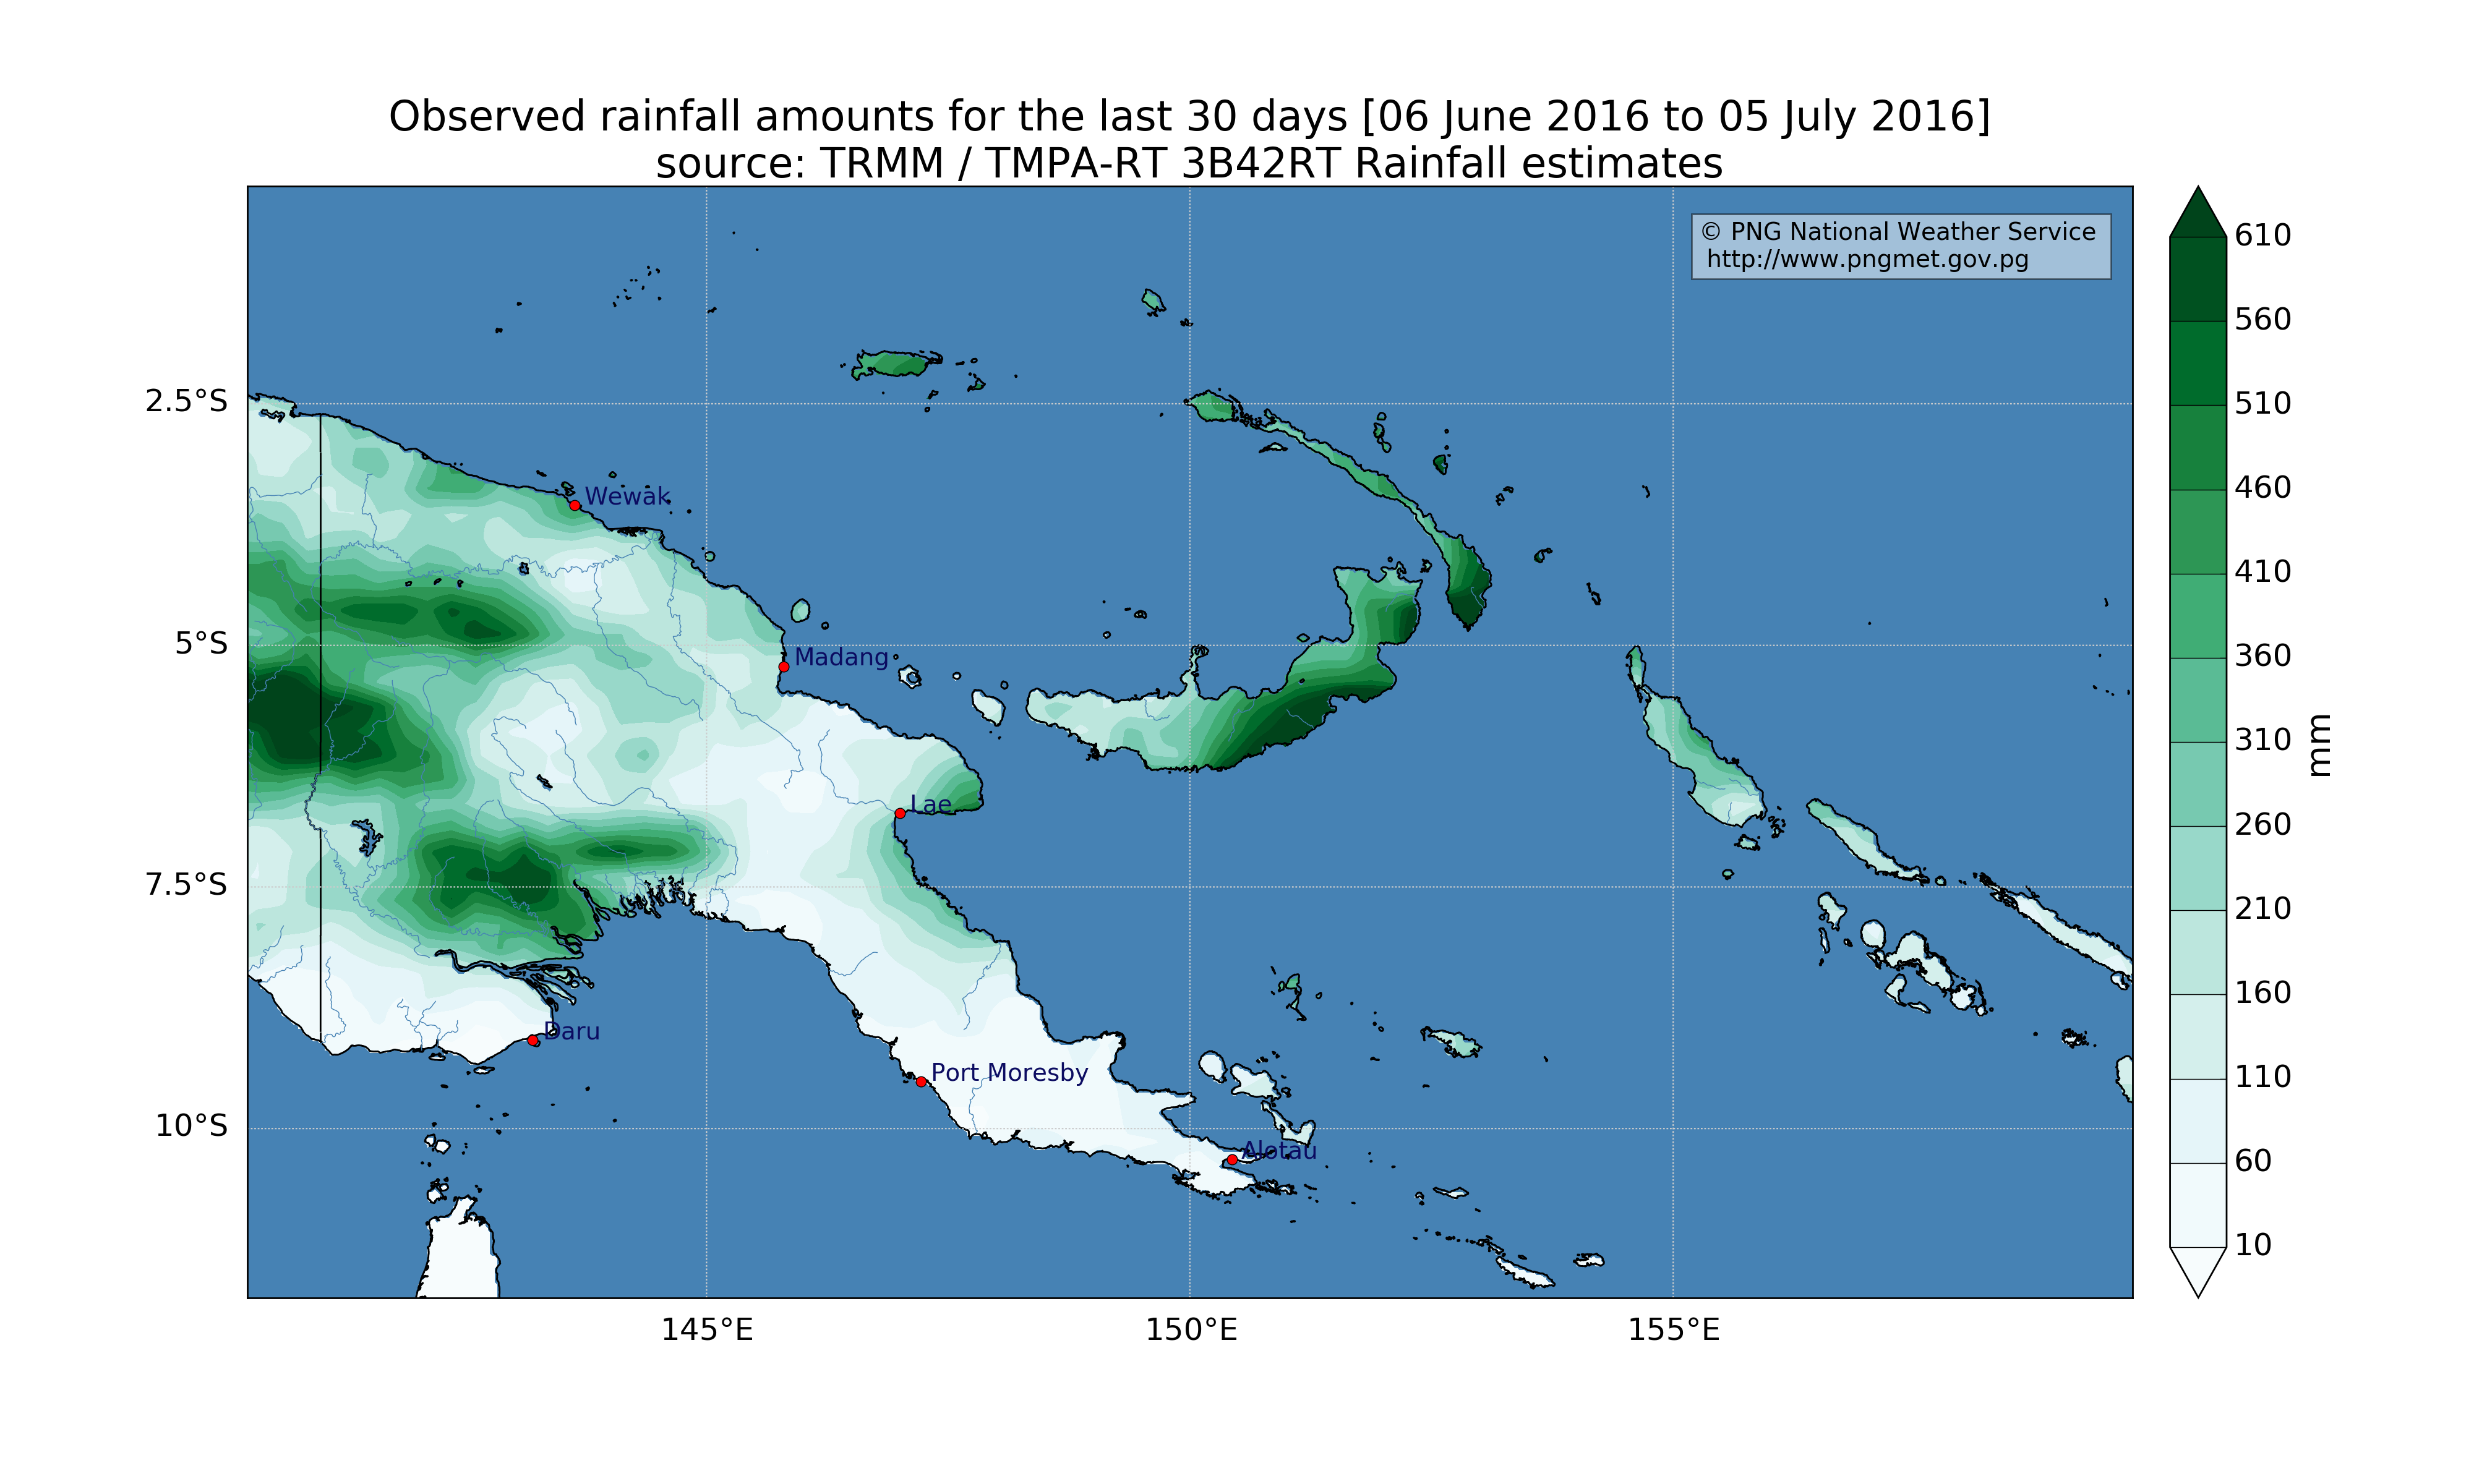 Observed rainfall amounts for the last 30 days [06 June 2016 to 05 July 2016]
source: TRMM / TMPA-RT 3B42RT Rainfall estimates
© PNG National Weather Service
http://www.pngmet.gov.pg
610
560
510
460
410
360
310
260
210
160
110
60
10
mm
2.5°S
5°S
7.5°S
10°S
Wewak
Madang
Lae
Daru
Port Moresby
Alotau
145°E
150°E
155°E